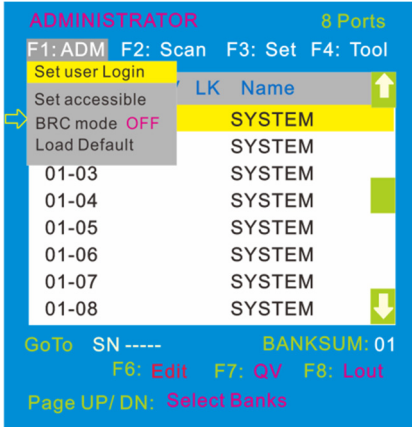 ADMINISTRATOR 8 Ports
F1: ADM F2: Scan F3: Set F4: Tool
Set user Login
LK Name
Set accessible
BRC mode OFF SYSTEM
Load Default SYSTEM
01-03 SYSTEM
01-04 SYSTEM
01-05 SYSTEM
01-06 SYSTEM
01-07 SYSTEM
01-08 SYSTEM
GoTo SN ----- BANKSUM: 01
F6: Edit F7: QV F8: Lout
Page UP/ DN: Select Banks